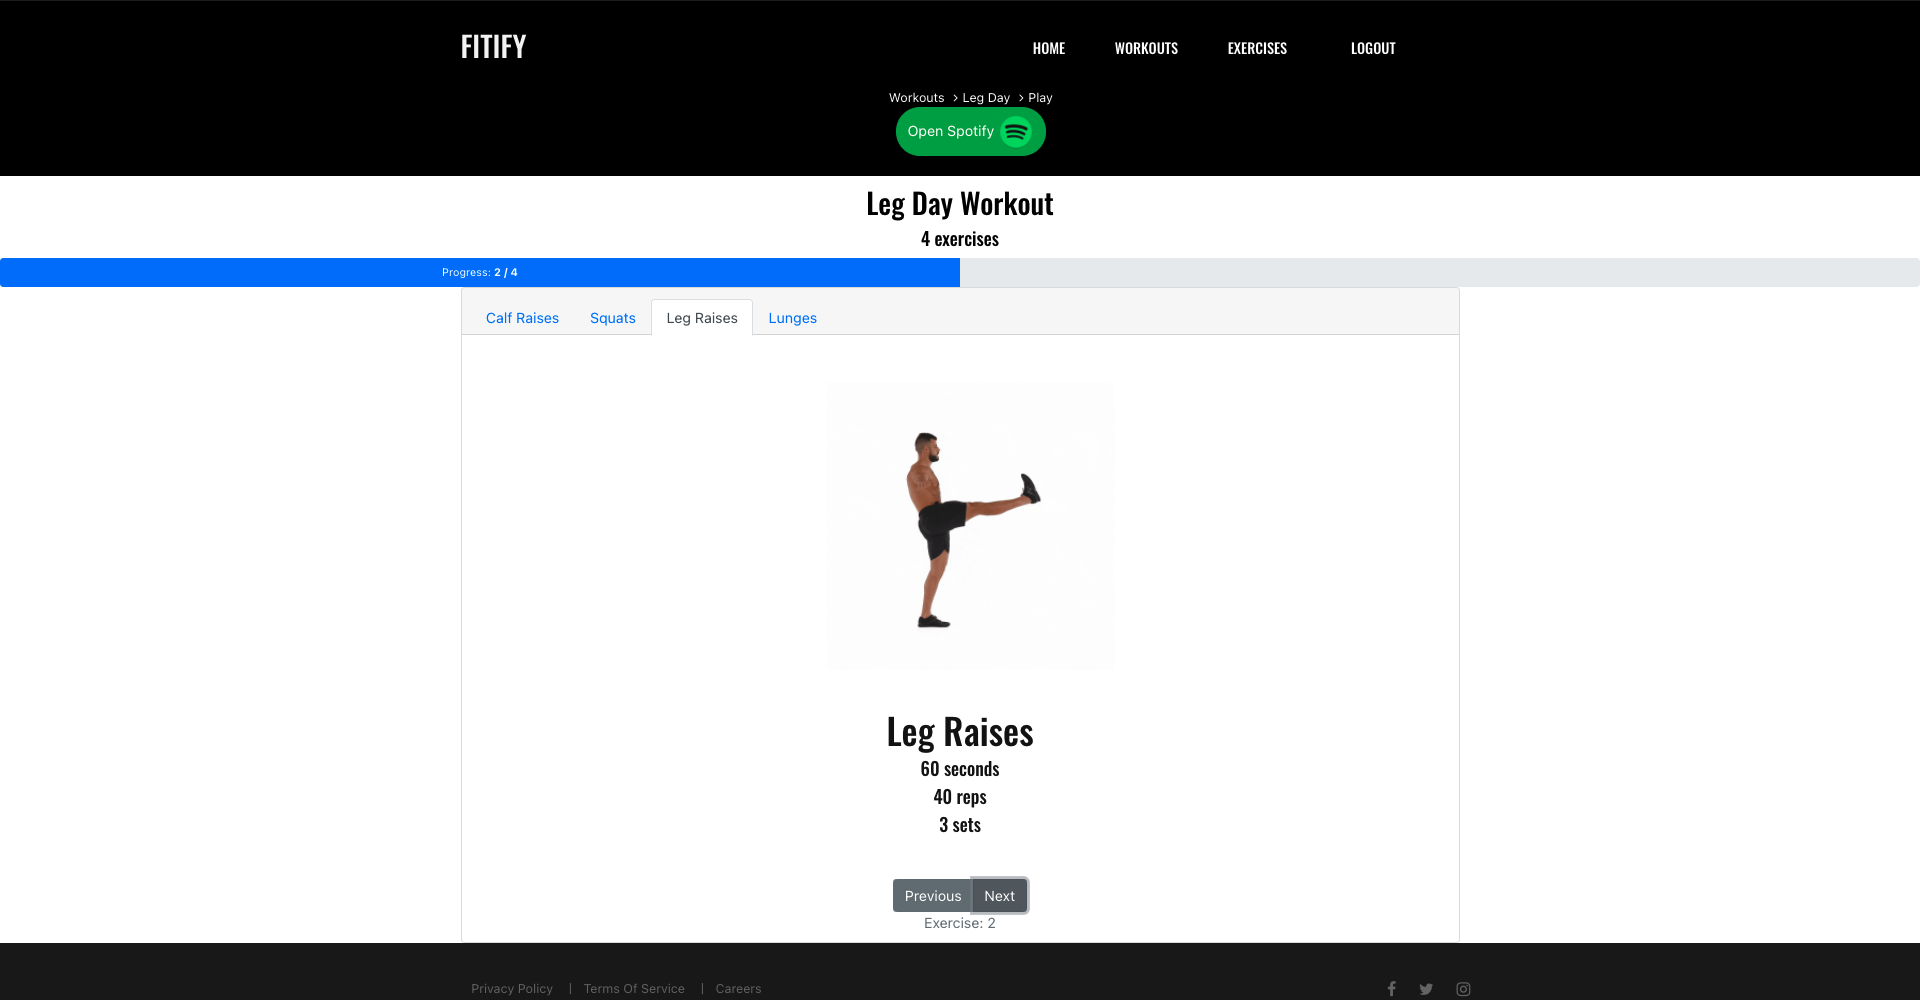 FITIFY
HOME WORKOUTS EXERCISES LOGOUT
Workouts > Leg Day > Play
Open Spotify
Leg Day Workout
4 exercises
Progress: 2 / 4
Calf Raises Squats Leg Raises Lunges
Leg Raises
60 seconds
40 reps
3 sets
Previous Next
Exercise: 2
Privacy Policy | Terms Of Service | Careers